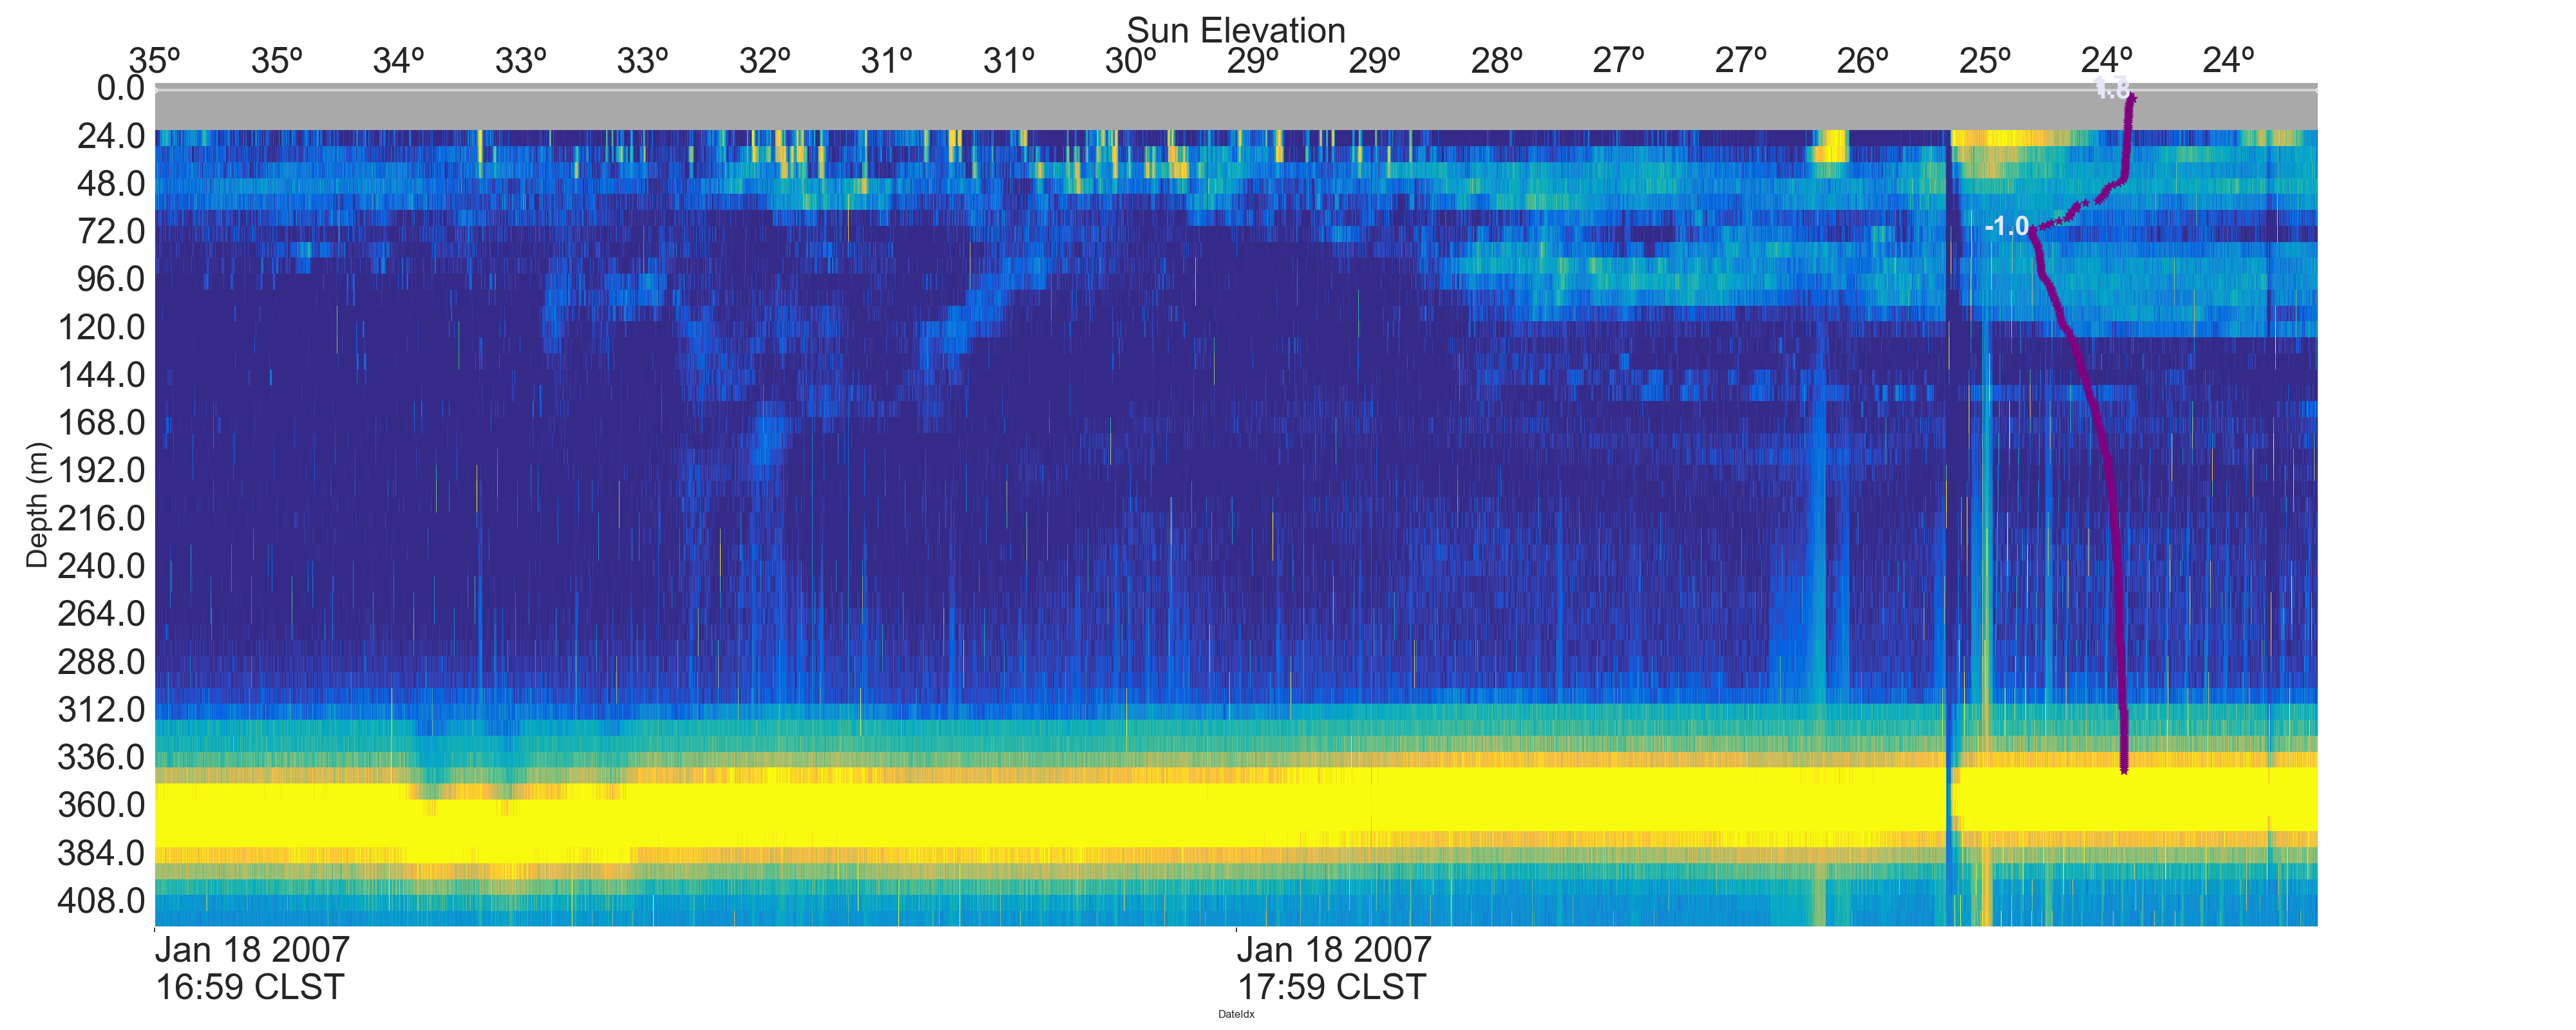 Sun Elevation
35º 35º 34º 33º 33º 32º 31º 31º 30º 29º 29º 28º 27º 27º 26º 25º 24º 24º
0.0
24.0
48.0
72.0
96.0
120.0
144.0
168.0
192.0
216.0
240.0
264.0
288.0
312.0
336.0
360.0
384.0
408.0
Depth (m)
1.8
-1.0
Jan 18 2007
16:59 CLST
Jan 18 2007
17:59 CLST
DateIdx